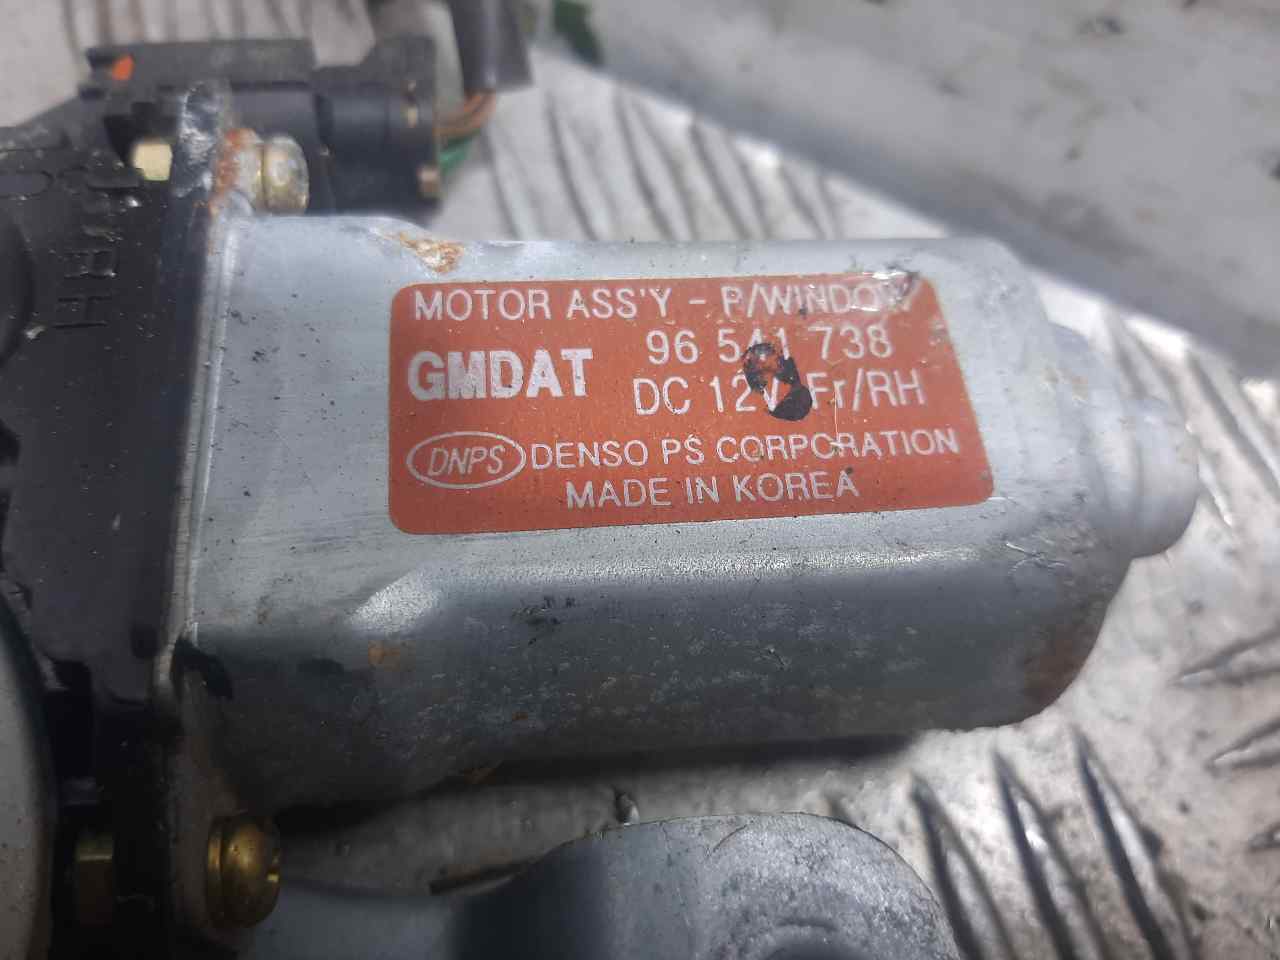 MOTOR ASS'Y - P/WINDOW
GMDAT
96 541 738
DC 12V Fr/RH
DNPS DENSO PS CORPORATION
MADE IN KOREA